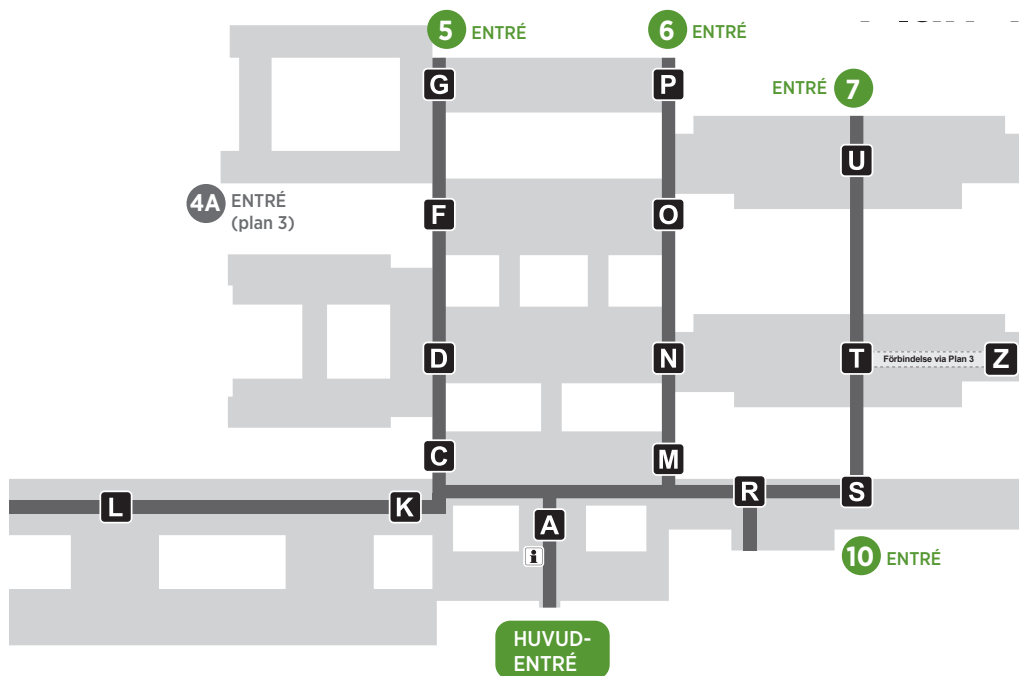 5 ENTRÉ
6 ENTRÉ
ENTRÉ 7
G
P
U
4A ENTRÉ
(plan 3)
F
O
D
N
T
Förbindelse via Plan 3
Z
C
M
L
K
R
S
A
i
10 ENTRÉ
HUVUD-
ENTRÉ